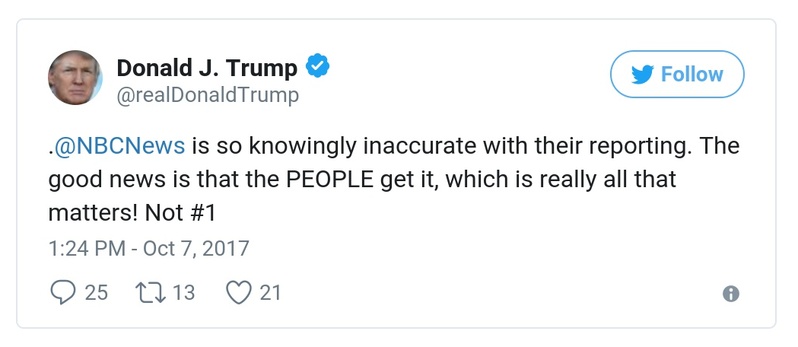 Donald J. Trump
Follow
@realDonaldTrump
.@NBCNews is so knowingly inaccurate with their reporting. The
good news is that the PEOPLE get it, which is really all that
matters! Not #1
1:24 PM - Oct 7, 2017
25 13 21